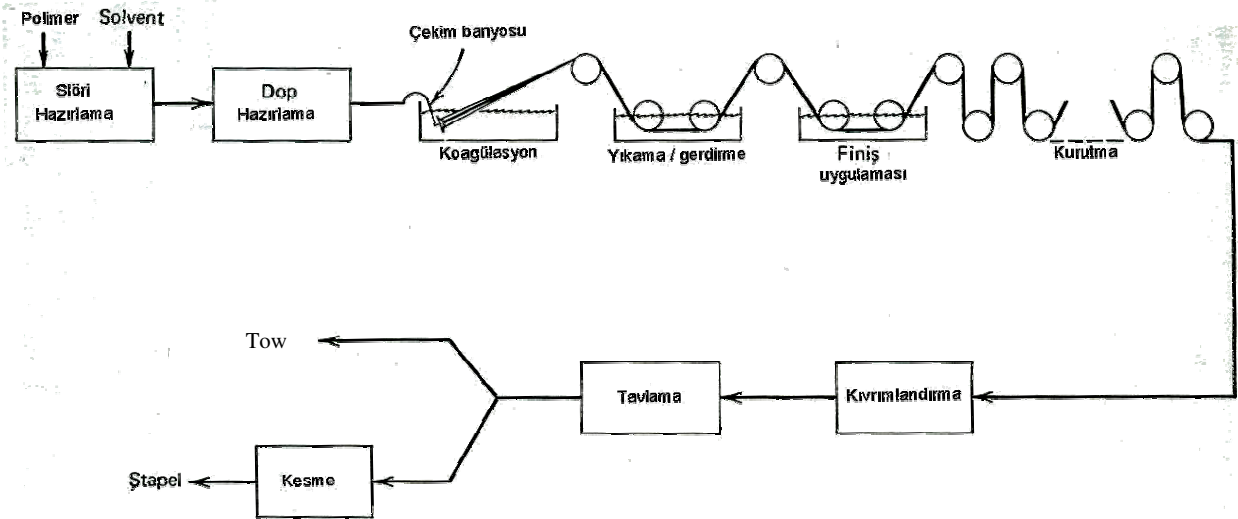 Polimer
Solvent
Slöri
Hazırlama
Dop
Hazırlama
Çekim banyosu
Koagülasyon
Yıkama / gerdirme
Finiş
uygulaması
Kurutma
Tow
Tavlama
Kıvrımlandırma
Ştapel
Kesme